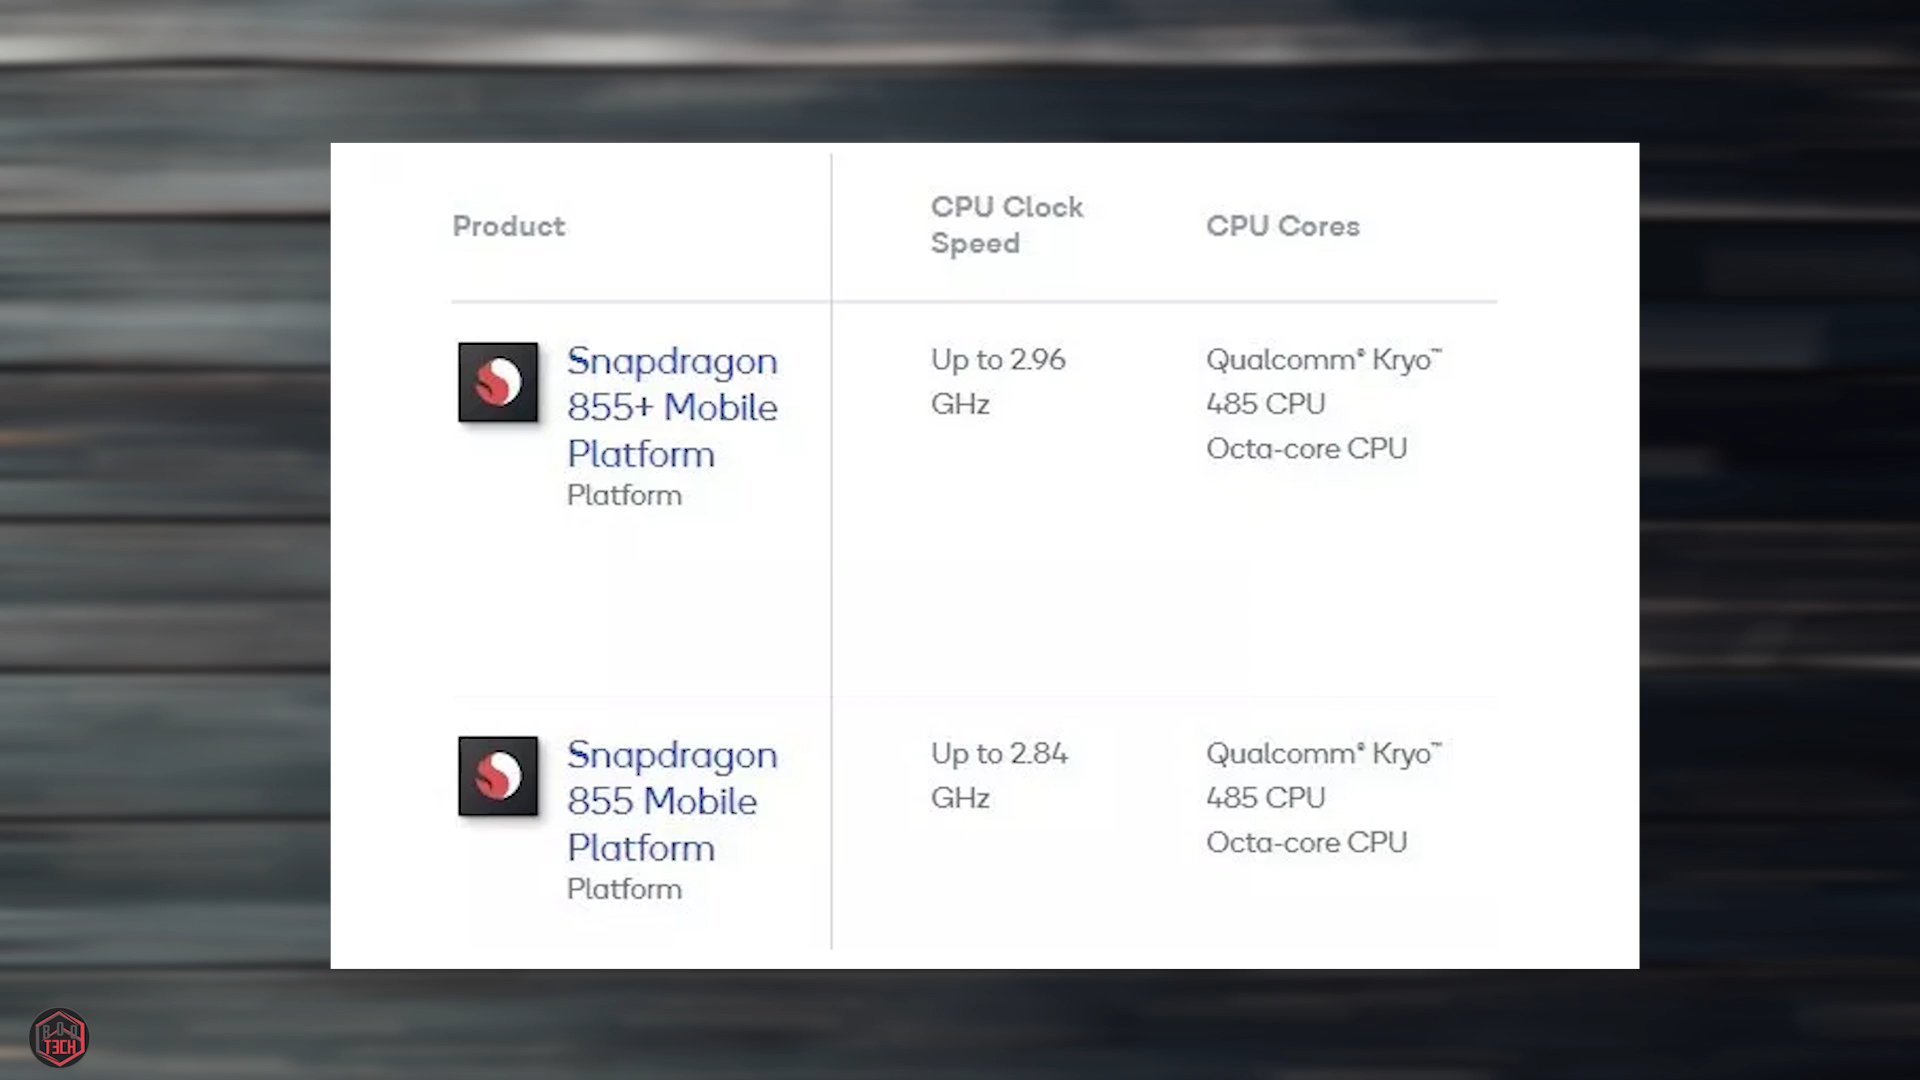 Product
CPU Clock
Speed
CPU Cores
Snapdragon
855+ Mobile
Platform
Platform
Up to 2.96
GHz
Qualcomm® Kryo™
485 CPU
Octa-core CPU
Snapdragon
855 Mobile
Platform
Platform
Up to 2.84
GHz
Qualcomm® Kryo™
485 CPU
Octa-core CPU
T3CH